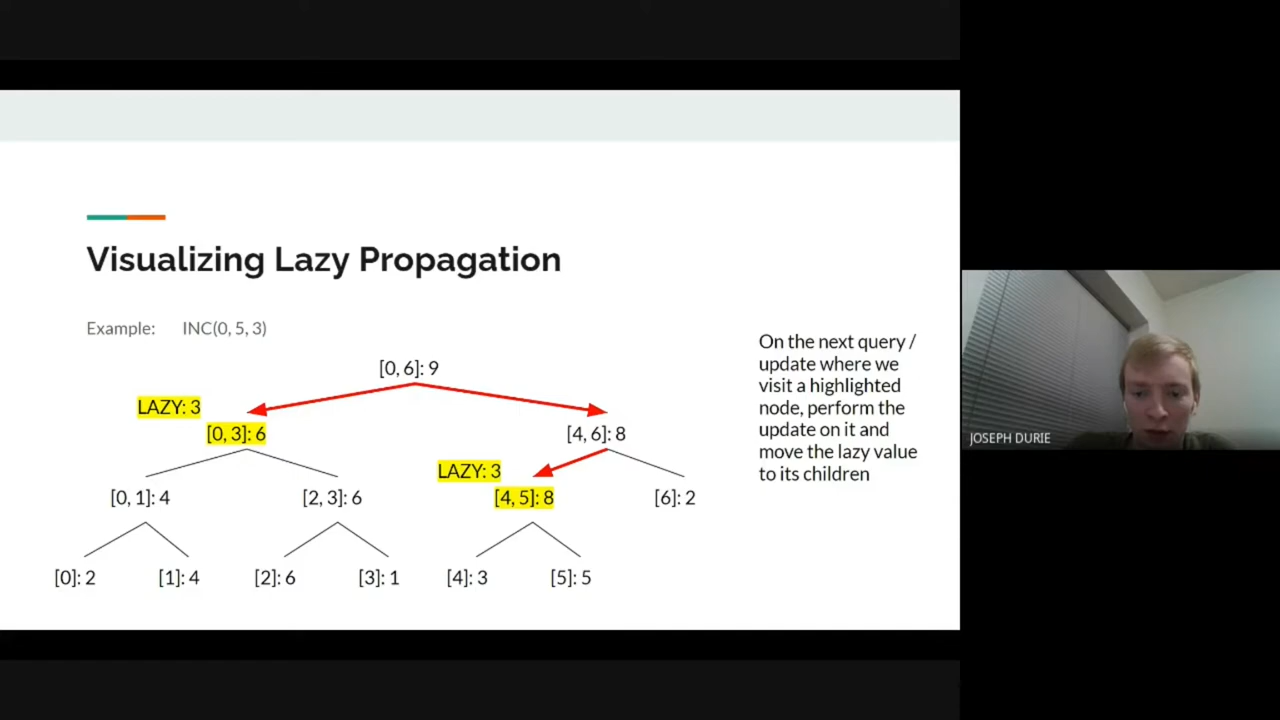 Visualizing Lazy Propagation
Example: INC(0, 5, 3)
[0, 6]: 9
LAZY: 3
[0, 3]: 6
[4, 6]: 8
LAZY: 3
[0, 1]: 4
[2, 3]: 6
[4, 5]: 8
[6]: 2
[0]: 2
[1]: 4
[2]: 6
[3]: 1
[4]: 3
[5]: 5
On the next query /
update where we
visit a highlighted
node, perform the
update on it and
move the lazy value
to its children
JOSEPH DURIE